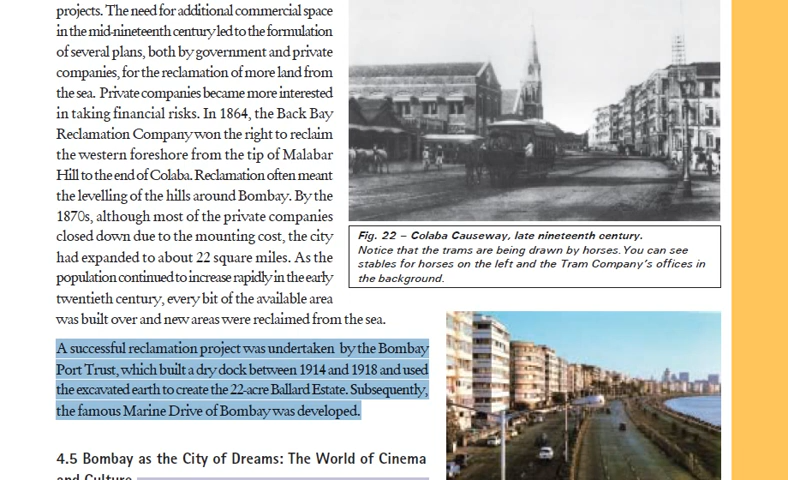 projects. The need for additional commercial space
in the mid-nineteenth century led to the formulation
of several plans, both by government and private
companies, for the reclamation of more land from
the sea. Private companies became more interested
in taking financial risks. In 1864, the Back Bay
Reclamation Company won the right to reclaim
the western foreshore from the tip of Malabar
Hill to the end of Colaba. Reclamation often meant
the levelling of the hills around Bombay. By the
1870s, although most of the private companies
closed down due to the mounting cost, the city
had expanded to about 22 square miles. As the
population continued to increase rapidly in the early
twentieth century, every bit of the available area
was built over and new areas were reclaimed from the sea.
Fig. 22 – Colaba Causeway, late nineteenth century.
Notice that the trams are being drawn by horses. You can see
stables for horses on the left and the Tram Company's offices in
the background.
A successful reclamation project was undertaken by the Bombay
Port Trust, which built a dry dock between 1914 and 1918 and used
the excavated earth to create the 22-acre Ballard Estate. Subsequently,
the famous Marine Drive of Bombay was developed.
4.5 Bombay as the City of Dreams: The World of Cinema
and Culture